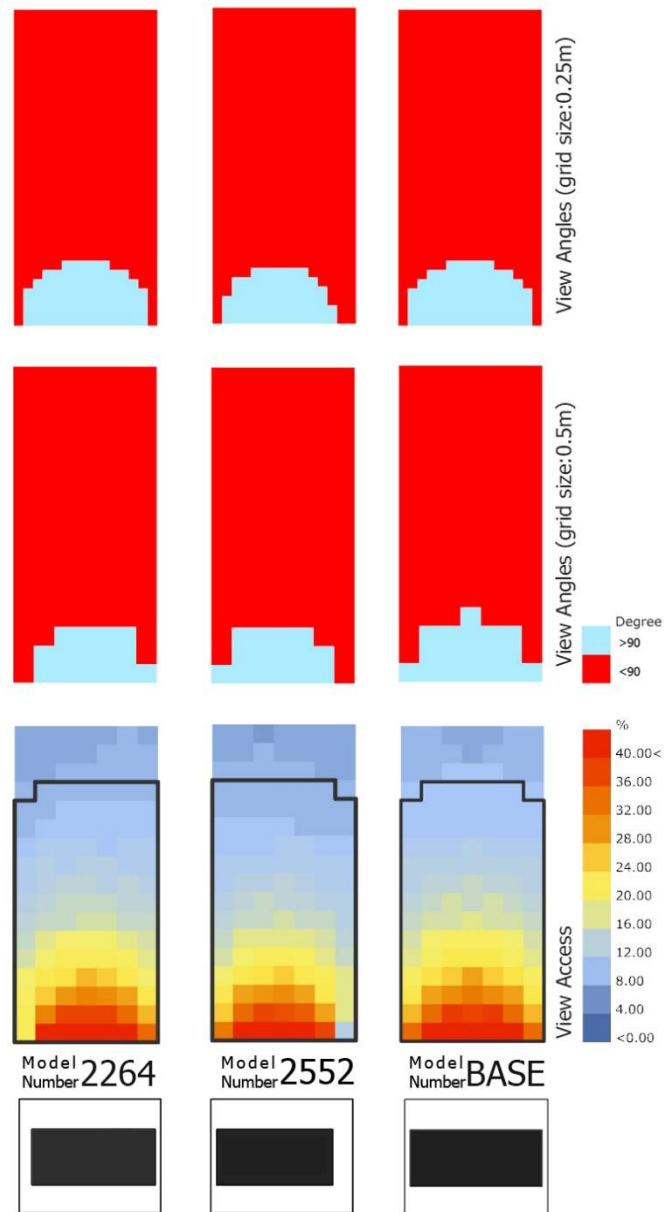 View Angles (grid size:0.25m)
View Angles (grid size:0.5m)
Degree
>90
<90
%
40.00<
36.00
32.00
28.00
24.00
20.00
16.00
12.00
8.00
4.00
<0.00
View Access
Model Number 2264
Model Number 2552
Model Number BASE